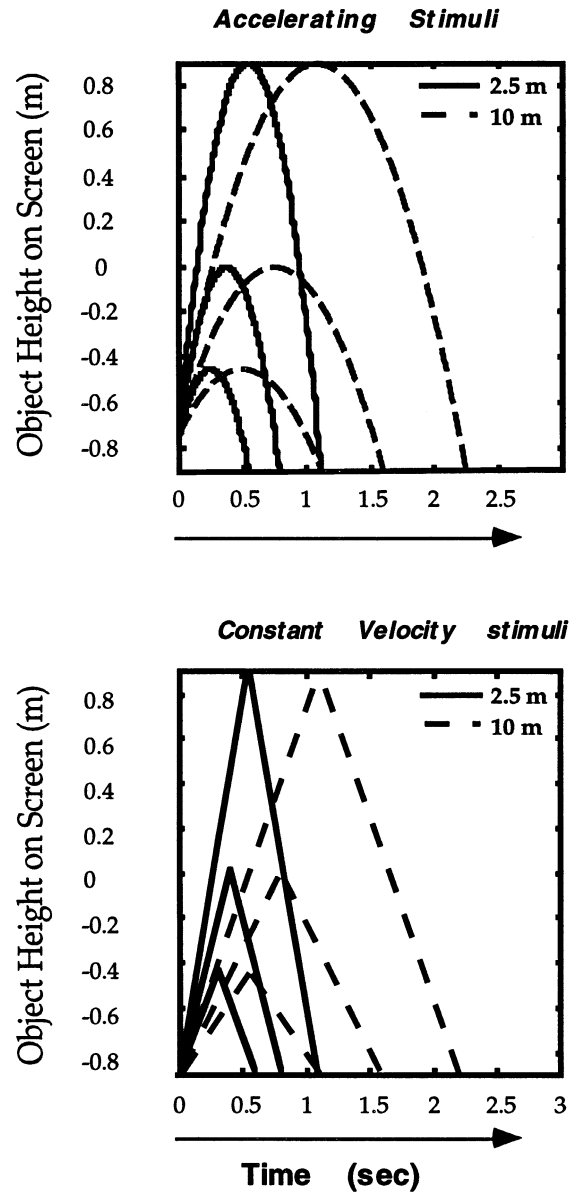 Accelerating Stimuli
Object Height on Screen (m)
0.8
0.6
0.4
0.2
0
-0.2
-0.4
-0.6
-0.8
2.5 m
10 m
0 0.5 1 1.5 2 2.5
Constant Velocity stimuli
Object Height on Screen (m)
0.8
0.6
0.4
0.2
0
-0.2
-0.4
-0.6
-0.8
2.5 m
10 m
0 0.5 1 1.5 2 2.5 3
Time (sec)